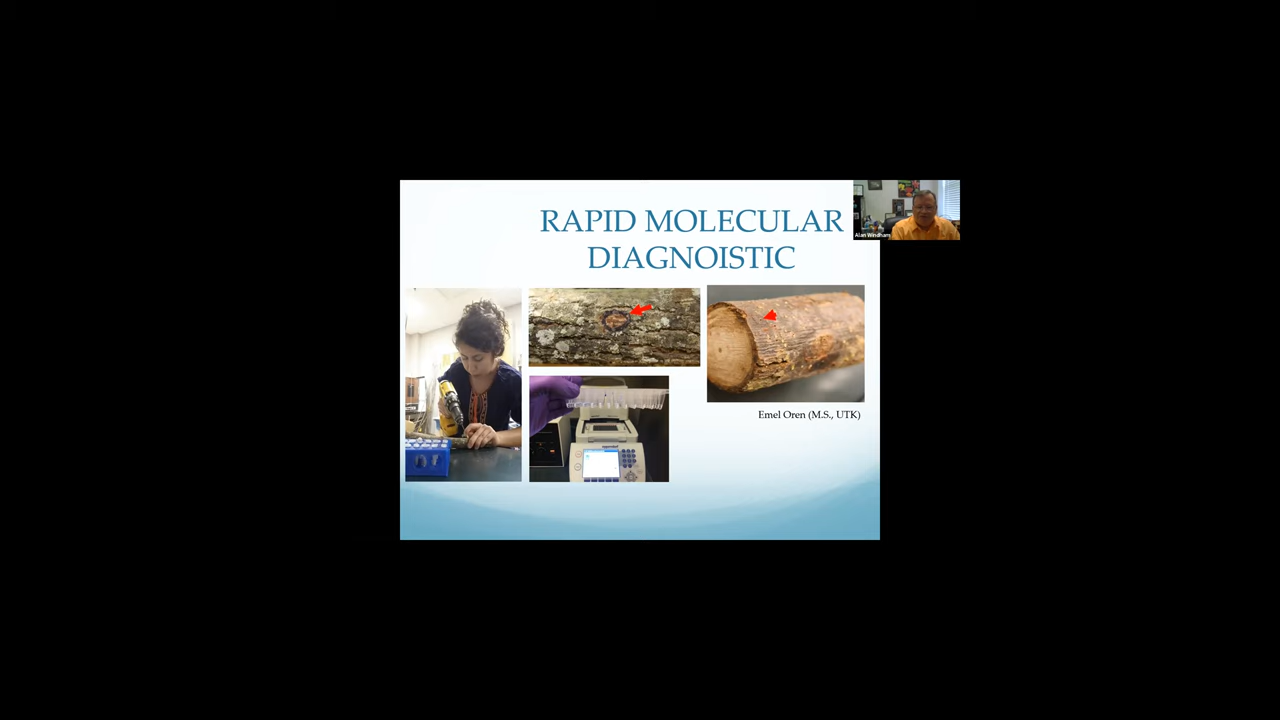 RAPID MOLECULAR
DIAGNOISTIC
Alan Windham
Emel Oren (M.S., UTK)